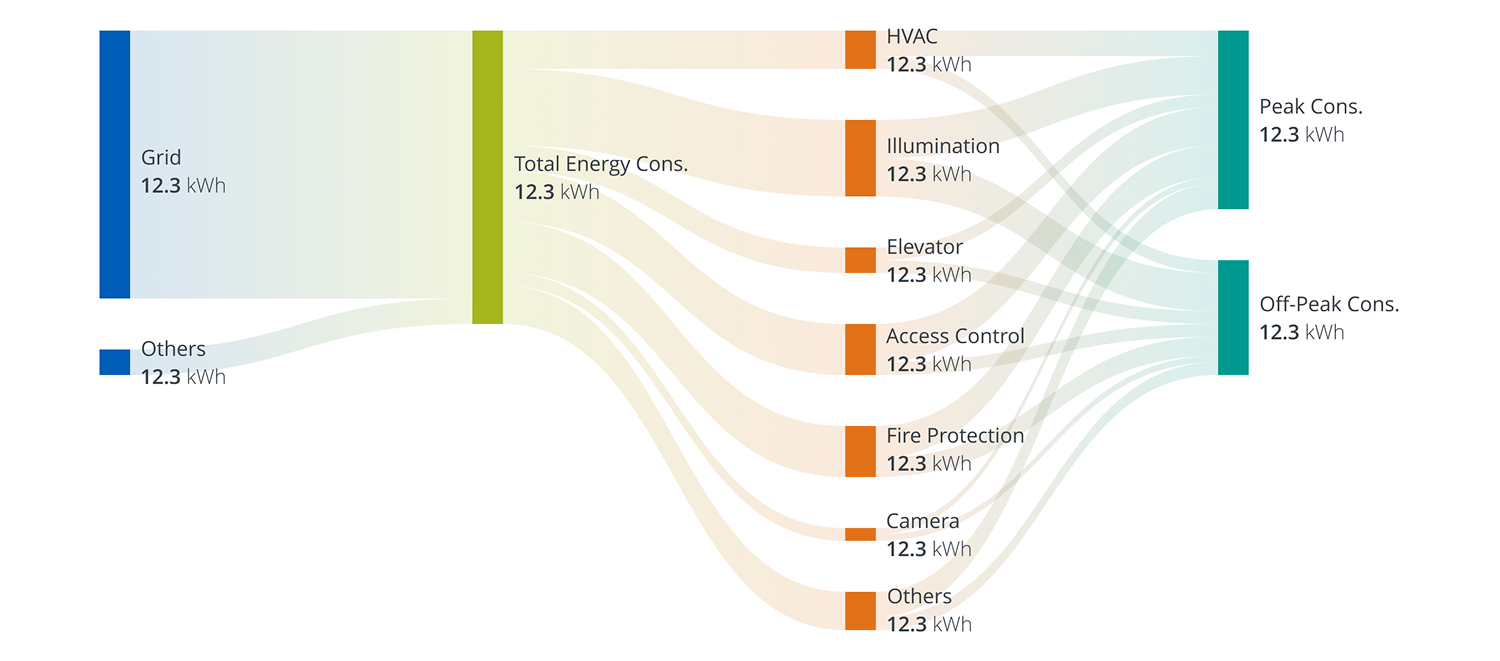 Grid
12.3 kWh
Others
12.3 kWh
Total Energy Cons.
12.3 kWh
HVAC
12.3 kWh
Illumination
12.3 kWh
Elevator
12.3 kWh
Access Control
12.3 kWh
Fire Protection
12.3 kWh
Camera
12.3 kWh
Others
12.3 kWh
Peak Cons.
12.3 kWh
Off-Peak Cons.
12.3 kWh